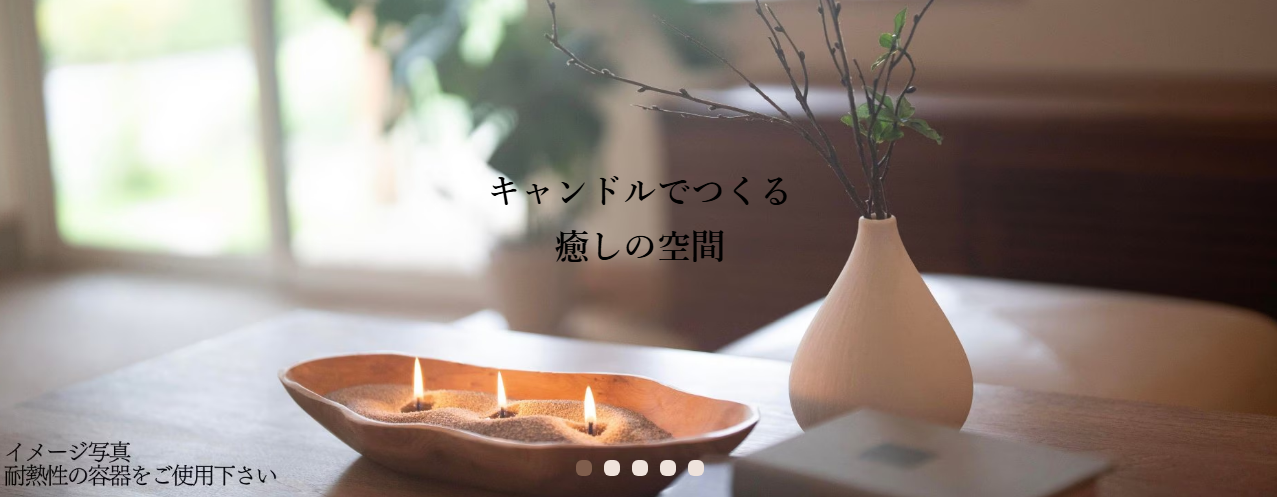 キャンドルでつくる
癒しの空間
イメージ写真
耐熱性の容器をご使用下さい